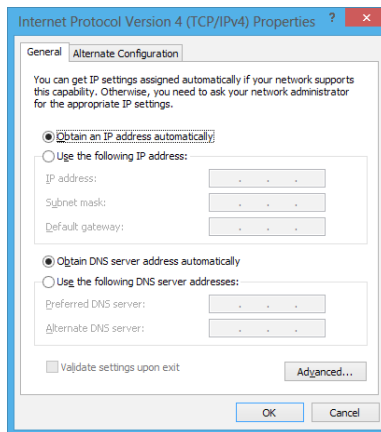 Internet Protocol Version 4 (TCP/IPv4) Properties ? ×
General Alternate Configuration
You can get IP settings assigned automatically if your network supports
this capability. Otherwise, you need to ask your network administrator
for the appropriate IP settings.
Obtain an IP address automatically
Use the following IP address:
IP address: . . .
Subnet mask: . . .
Default gateway: . . .
Obtain DNS server address automatically
Use the following DNS server addresses:
Preferred DNS server: . . .
Alternate DNS server: . . .
Validate settings upon exit
Advanced...
OK Cancel